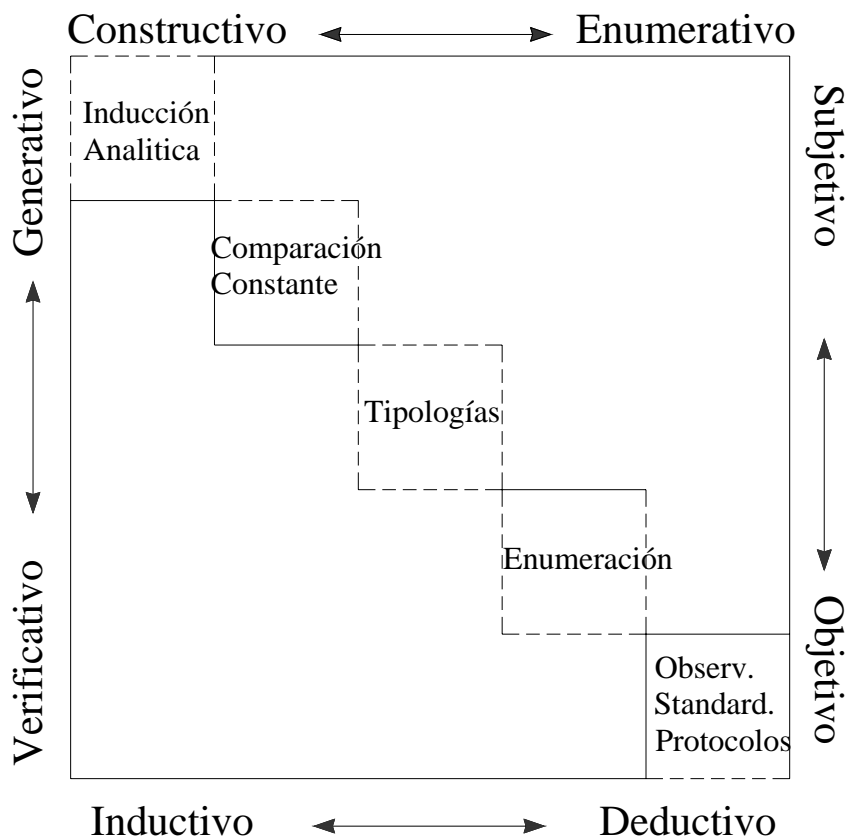 Constructivo
Enumerativo
Generativo
Subjetivo
Inducción
Analitica
Comparación
Constante
Tipologías
Enumeración
Verificativo
Objetivo
Observ.
Standard.
Protocolos
Inductivo
Deductivo